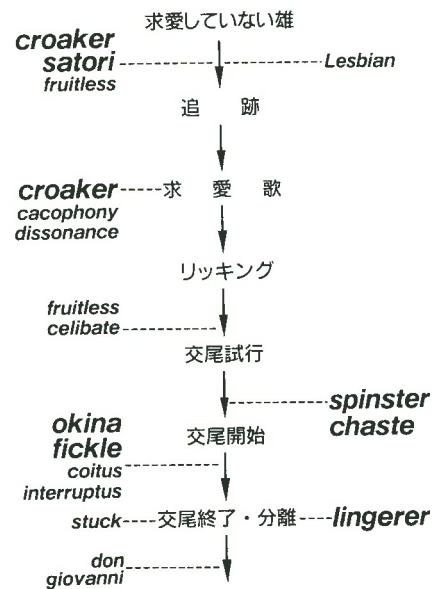 求愛していない雄
croaker
satori
fruitless
Lesbian
追 跡
croaker
cacophony
dissonance
求 愛 歌
リッキング
fruitless
celibate
交尾試行
spinster
chaste
okina
fickle
coitus
interruptus
交尾開始
stuck
交尾終了・分離
lingerer
don
giovanni